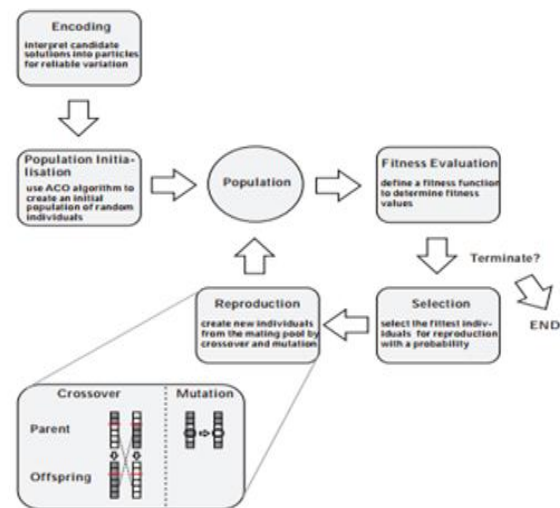 Encoding
interpret candidate
solutions into particles
for reliable variation
Population Initia-
lisation
use ACO algorithm to
create an initial
population of random
individuals
Population
Fitness Evaluation
define a fitness function
to determine fitness
values
Terminate?
END
Selection
select the fittest indiv-
iduals for reproduction
with a probability
Reproduction
create new individuals
from the mating pool by
crossover and mutation
Crossover
Mutation
Parent
Offspring